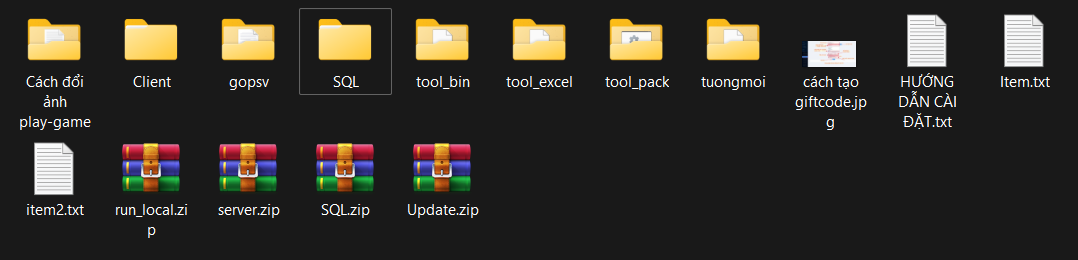 Cách đổi
ảnh
play-game
Client
gopsv
SQL
tool_bin
tool_excel
tool_pack
tuongmoi
cách tạo
giftcode.jp
g
HƯỚNG
DẪN CÀI
ĐẶT.txt
Item.txt
item2.txt
run_local.zi
p
server.zip
SQL.zip
Update.zip